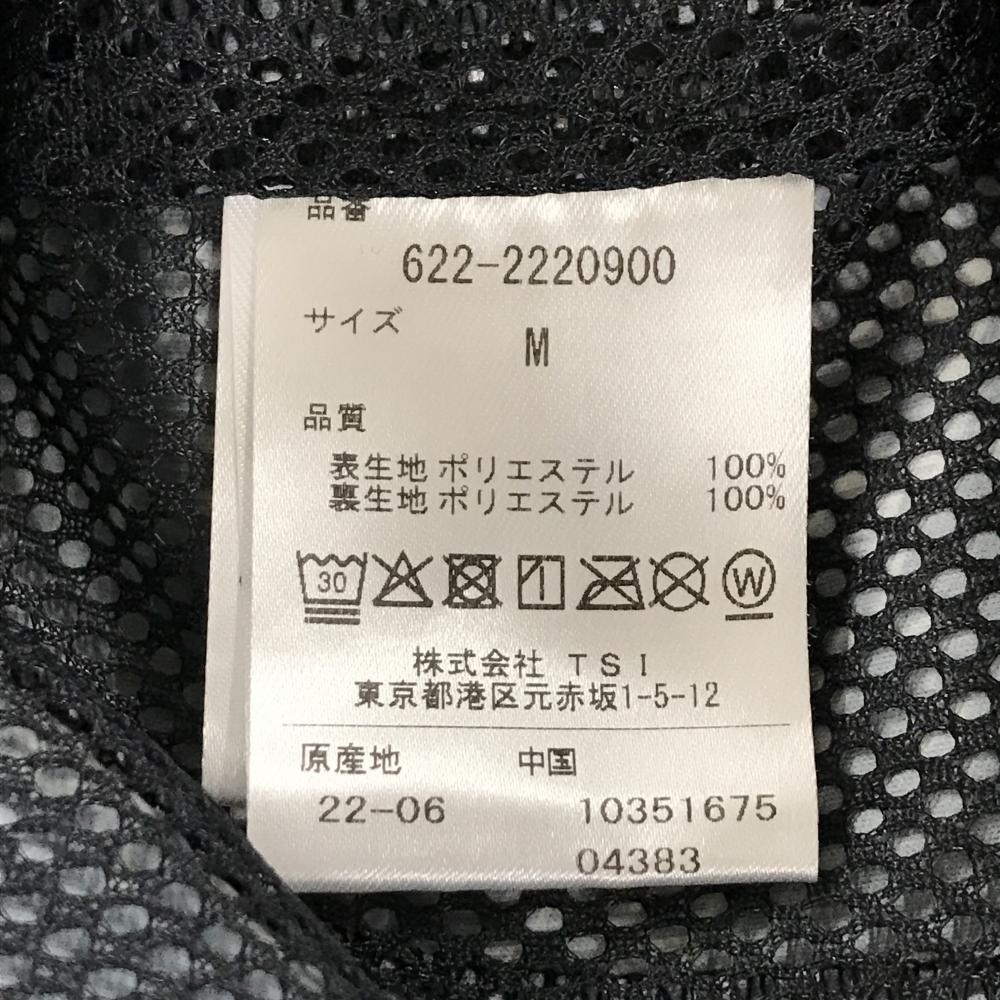 品番
622-2220900
サイズ
M
品質
表生地 ポリエステル 100%
裏生地 ポリエステル 100%
30 W
株式会社 TSI
東京都港区元赤坂1-5-12
原産地 中国
22-06 10351675
04383